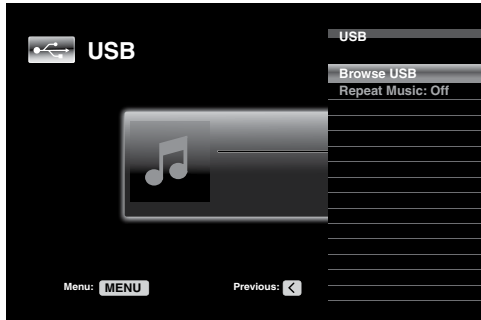 USB
USB
Browse USB
Repeat Music: Off
Menu: MENU
Previous: <